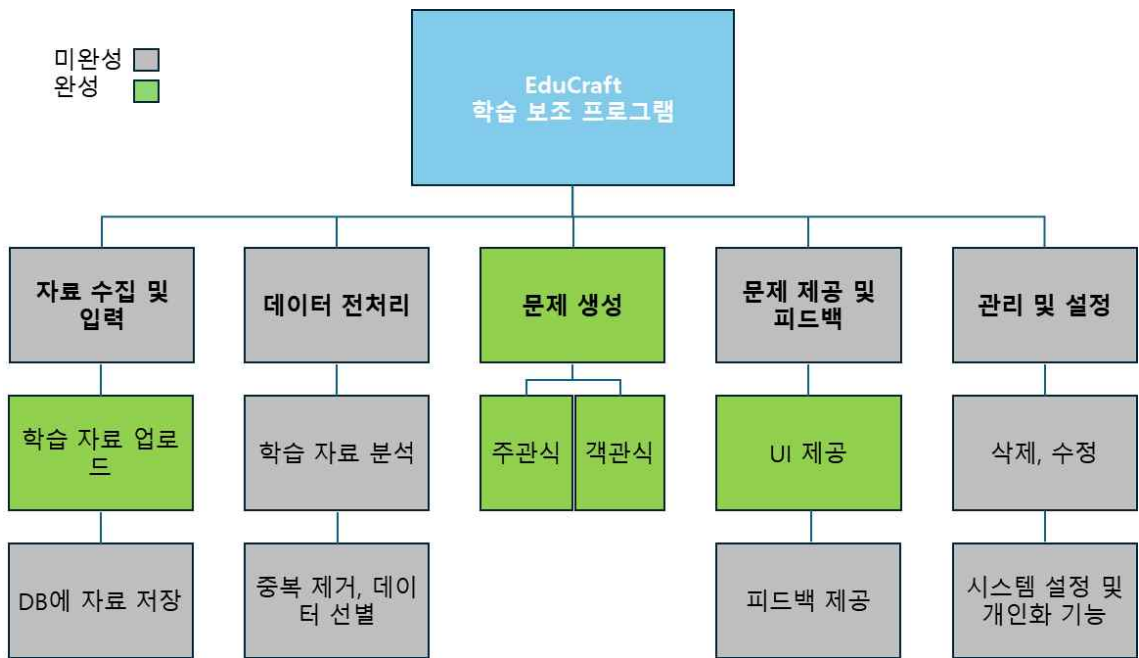 미완성
완성
EduCraft
학습 보조 프로그램
자료 수집 및
입력
데이터 전처리
문제 생성
문제 제공 및
피드백
관리 및 설정
학습 자료 업로
드
학습 자료 분석
주관식
객관식
UI 제공
삭제, 수정
DB에 자료 저장
중복 제거, 데이
터 선별
피드백 제공
시스템 설정 및
개인화 기능